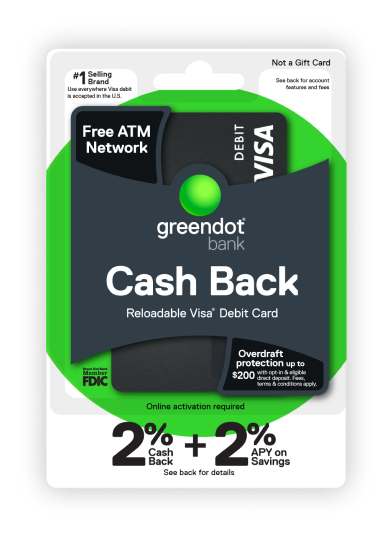 Not a Gift Card
#1 Selling Brand
Use everywhere Visa debit
is accepted in the U.S.
See back for account
features and fees
Free ATM
Network
DEBIT
VISA
greendot®
bank
Cash Back
Reloadable Visa® Debit Card
Overdraft
protection up to
$200 with opt-in & eligible
direct deposit. Fees,
terms & conditions apply.
Green Dot Bank
Member
FDIC
Online activation required
2% Cash Back + 2% APY on Savings
See back for details